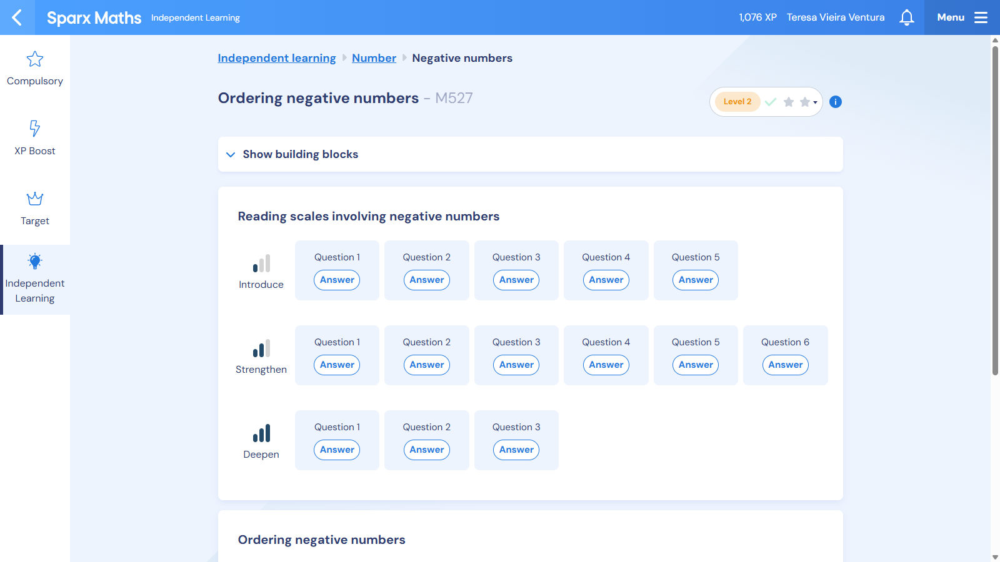 Sparx Maths Independent Learning 1,076 XP Teresa Vieira Ventura Menu
Compulsory
XP Boost
Target
Independent
Learning
Independent learning Number Negative numbers
Ordering negative numbers - M527
Level 2
Show building blocks
Reading scales involving negative numbers
Introduce
Question 1 Question 2 Question 3 Question 4 Question 5
Answer Answer Answer Answer Answer
Strengthen
Question 1 Question 2 Question 3 Question 4 Question 5 Question 6
Answer Answer Answer Answer Answer Answer
Deepen
Question 1 Question 2 Question 3
Answer Answer Answer
Ordering negative numbers